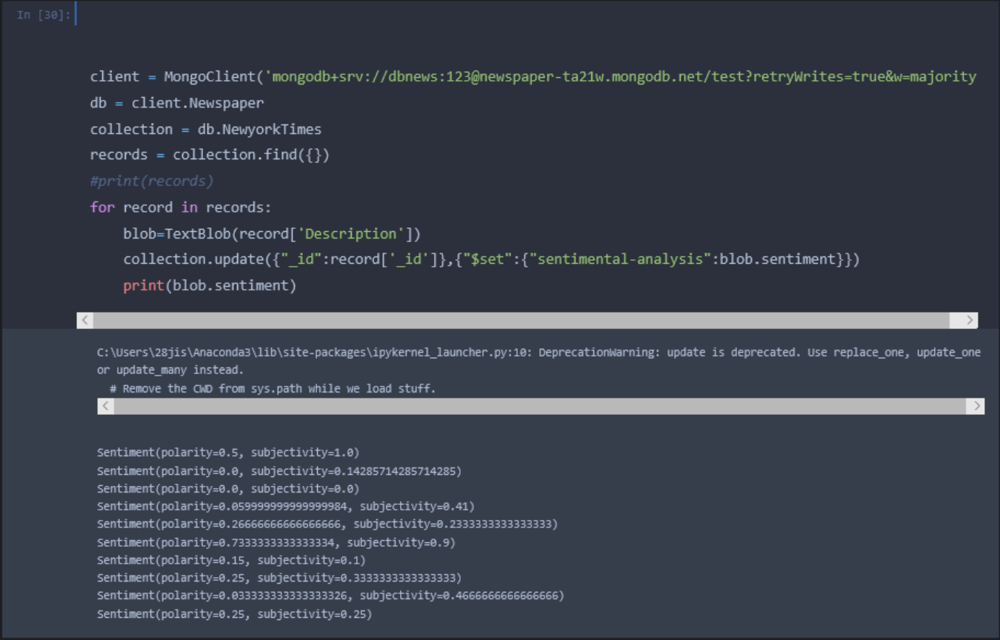 In [30]:
client = MongoClient('mongodb+srv://dbnews:123@newspaper-ta21w.mongodb.net/test?retryWrites=true&w=majority
db = client.Newspaper
collection = db.NewyorkTimes
records = collection.find({})
#print(records)
for record in records:
    blob=TextBlob(record['Description'])
    collection.update({"_id":record['_id']},{"$set":{"sentimental-analysis":blob.sentiment}})
    print(blob.sentiment)
C:\Users\28jis\Anaconda3\lib\site-packages\ipykernel_launcher.py:10: DeprecationWarning: update is deprecated. Use replace_one, update_one
or update_many instead.
  # Remove the CWD from sys.path while we load stuff.
Sentiment(polarity=0.5, subjectivity=1.0)
Sentiment(polarity=0.0, subjectivity=0.14285714285714285)
Sentiment(polarity=0.0, subjectivity=0.0)
Sentiment(polarity=0.059999999999999984, subjectivity=0.41)
Sentiment(polarity=0.26666666666666666, subjectivity=0.2333333333333333)
Sentiment(polarity=0.7333333333333334, subjectivity=0.9)
Sentiment(polarity=0.15, subjectivity=0.1)
Sentiment(polarity=0.25, subjectivity=0.3333333333333333)
Sentiment(polarity=0.033333333333333326, subjectivity=0.4666666666666666)
Sentiment(polarity=0.25, subjectivity=0.25)